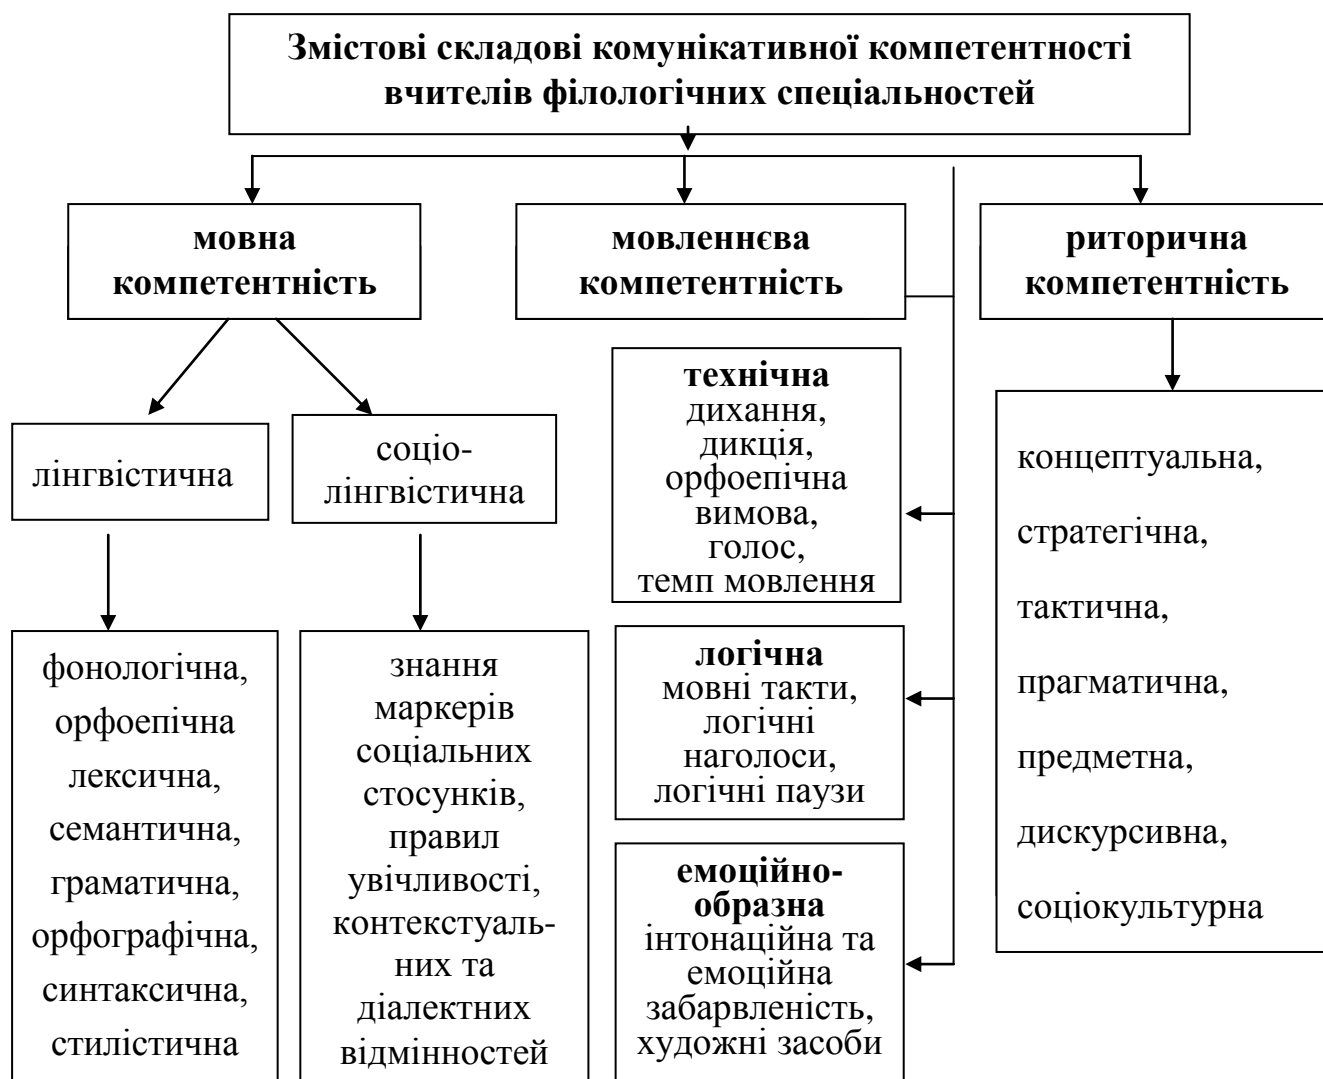 Змістові складові комунікативної компетентності
вчителів філологічних спеціальностей
мовна
компетентність
мовленнєва
компетентність
риторична
компетентність
лінгвістична
соціо-
лінгвістична
фонологічна,
орфоепічна
лексична,
семантична,
граматична,
орфографічна,
синтаксична,
стилістична
знання
маркерів
соціальних
стосунків,
правил
увічливості,
контекстуаль-
них та
діалектних
відмінностей
технічна
дихання,
дикція,
орфоепічна
вимова,
голос,
темп мовлення
логічна
мовні такти,
логічні
наголоси,
логічні паузи
емоційно-
образна
інтонаційна та
емоційна
забарвленість,
художні засоби
концептуальна,
стратегічна,
тактична,
прагматична,
предметна,
дискурсивна,
соціокультурна